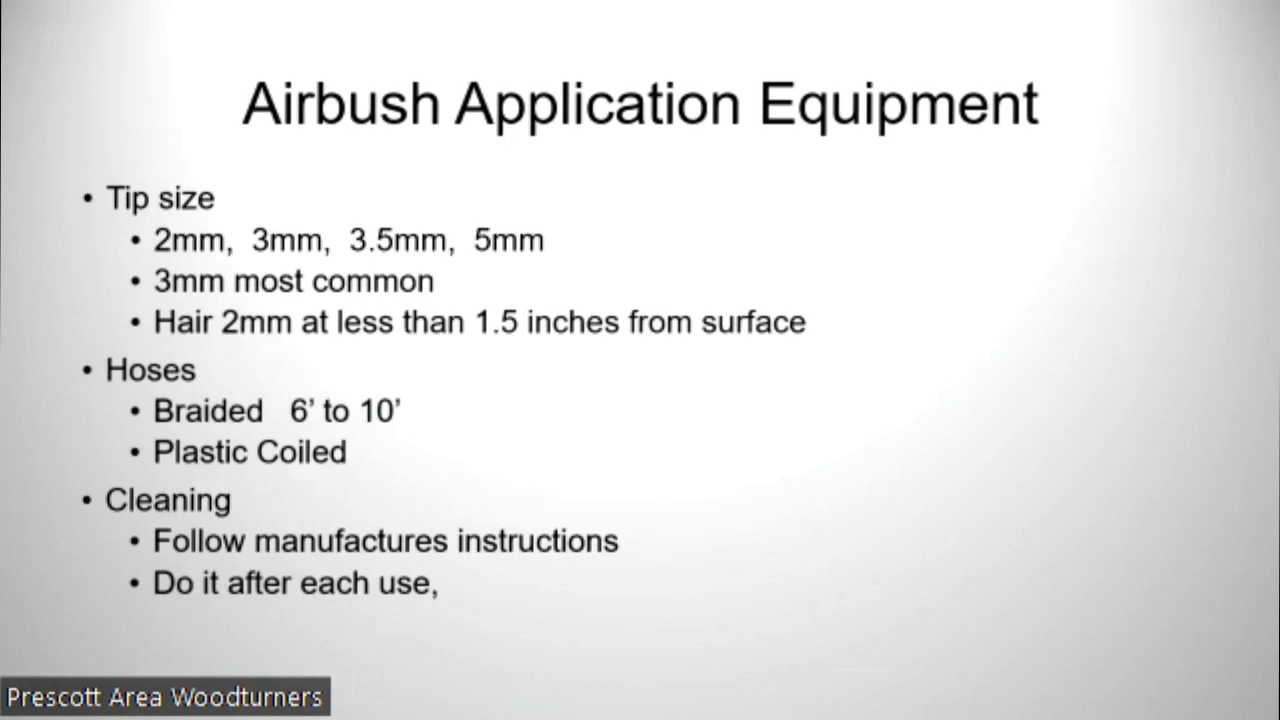 Airbush Application Equipment
• Tip size
• 2mm,  3mm,  3.5mm,  5mm
• 3mm most common
• Hair 2mm at less than 1.5 inches from surface
• Hoses
• Braided   6’ to 10’
• Plastic Coiled
• Cleaning
• Follow manufactures instructions
• Do it after each use,
Prescott Area Woodturners